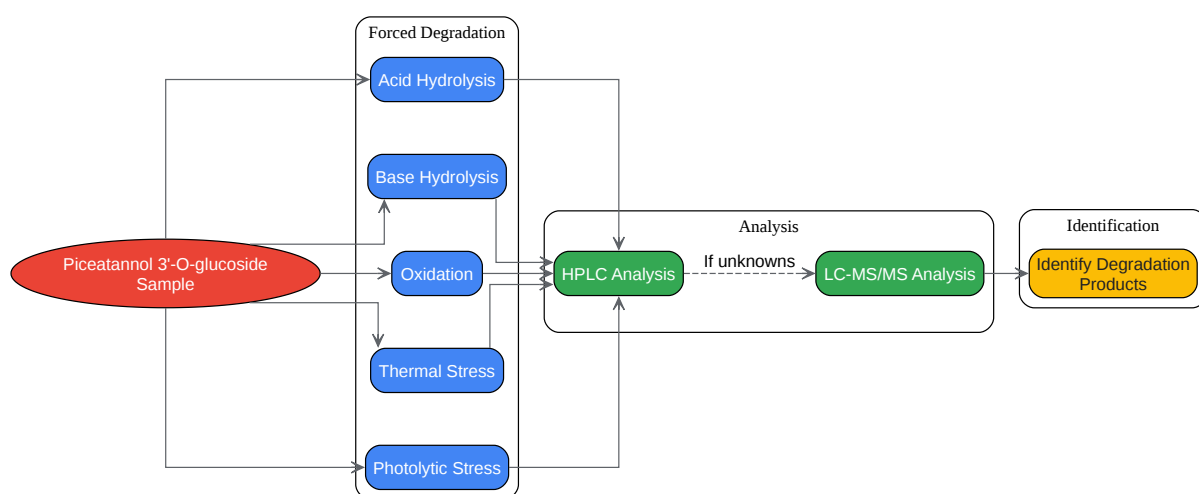 Forced Degradation
Acid Hydrolysis
Base Hydrolysis
Piceatannol 3'-O-glucoside
Sample
Oxidation
Thermal Stress
Photolytic Stress
Analysis
HPLC Analysis
If unknowns
LC-MS/MS Analysis
Identification
Identify Degradation
Products